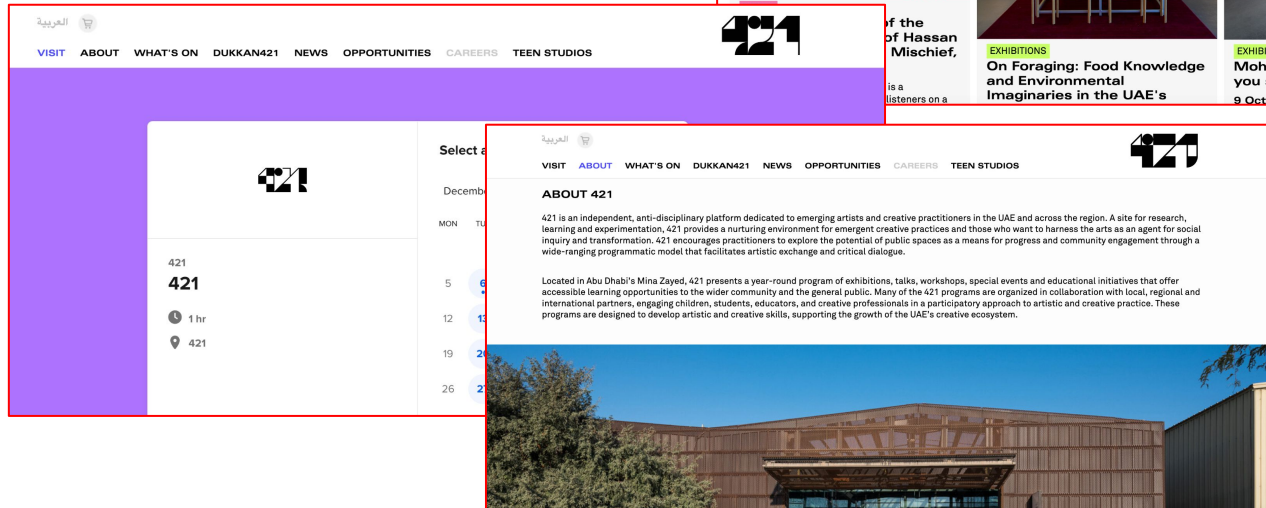 العربية
421
VISIT ABOUT WHAT'S ON DUKKAN421 NEWS OPPORTUNITIES CAREERS TEEN STUDIOS
421
421
421
1 hr
421
Select
Decemb
MON TU
5 6
12 13
19 20
26 27
of the
of Hassan
Mischief,
is a
listeners on a
EXHIBITIONS
On Foraging: Food Knowledge
and Environmental
Imaginaries in the UAE's
EXHIBI
Moh
you
9 Oct
العربية
421
VISIT ABOUT WHAT'S ON DUKKAN421 NEWS OPPORTUNITIES CAREERS TEEN STUDIOS
ABOUT 421
421 is an independent, anti-disciplinary platform dedicated to emerging artists and creative practitioners in the UAE and across the region. A site for research,
learning and experimentation, 421 provides a nurturing environment for emergent creative practices and those who want to harness the arts as an agent for social
inquiry and transformation. 421 encourages practitioners to explore the potential of public spaces as a means for progress and community engagement through a
wide-ranging programmatic model that facilitates artistic exchange and critical dialogue.
Located in Abu Dhabi's Mina Zayed, 421 presents a year-round program of exhibitions, talks, workshops, special events and educational initiatives that offer
accessible learning opportunities to the wider community and the general public. Many of the 421 programs are organized in collaboration with local, regional and
international partners, engaging children, students, educators, and creative professionals in a participatory approach to artistic and creative practice. These
programs are designed to develop artistic and creative skills, supporting the growth of the UAE's creative ecosystem.